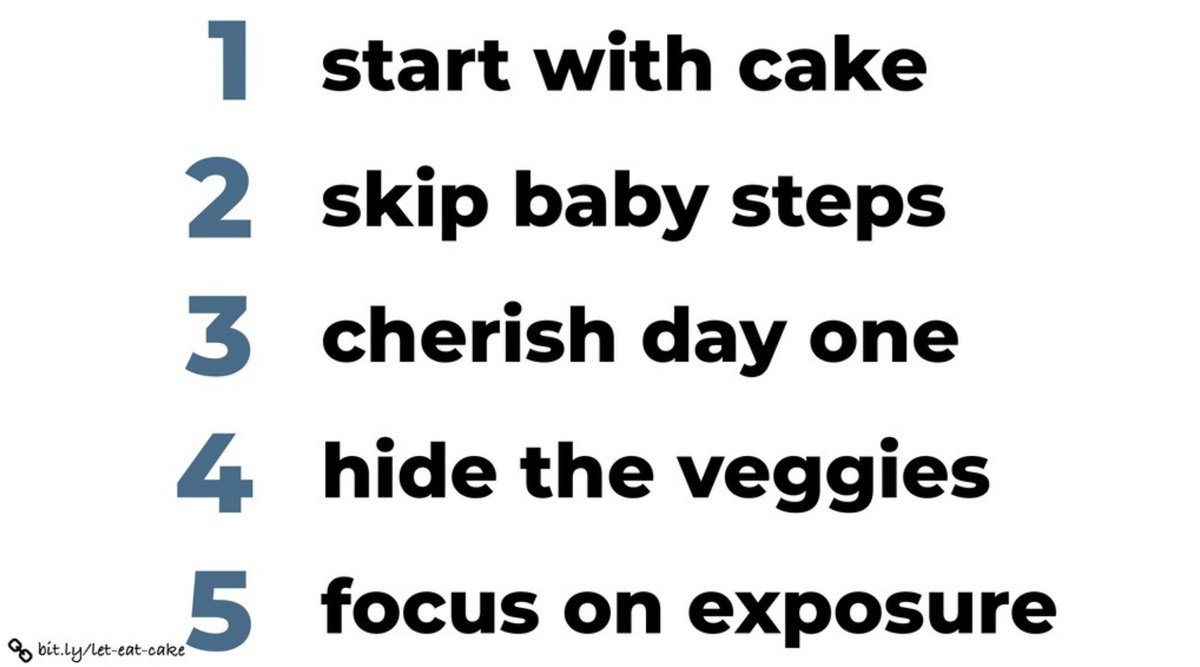 1 start with cake
2 skip baby steps
3 cherish day one
4 hide the veggies
5 focus on exposure
bit.ly/let-eat-cake